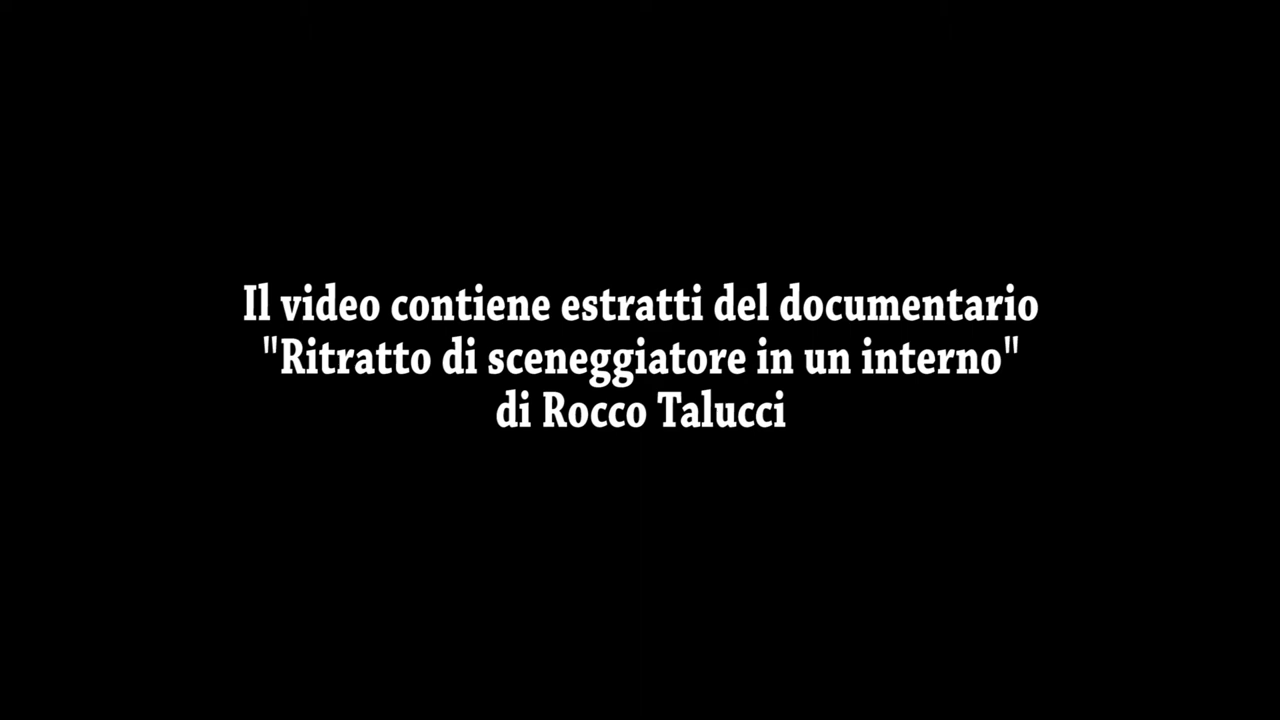 Il video contiene estratti del documentario
"Ritratto di sceneggiatore in un interno"
di Rocco Talucci